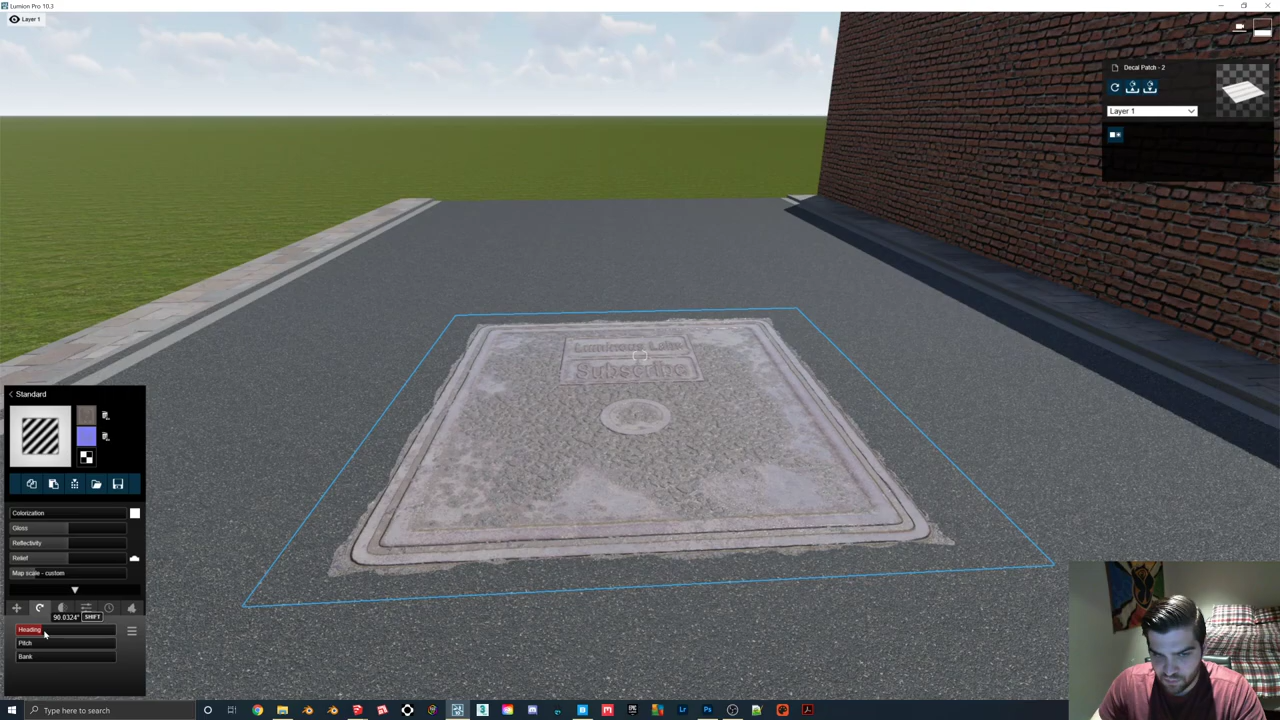 Lumion Pro 10.3
Layer 1
Decal Patch - 2
Layer 1
Subscribe
Standard
Colorization
Gloss
Reflectivity
Relief
Map scale - custom
90.0324° SHIFT
Heading
Pitch
Bank
Type here to search